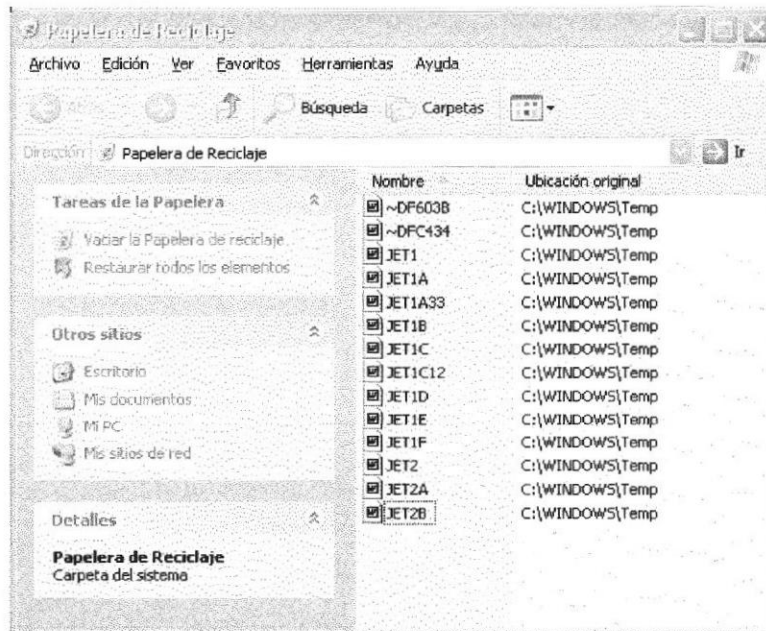 Papelera de Reciclaje
Archivo Edición Ver Favoritos Herramientas Ayuda
Atrás Búsqueda Carpetas
Dirección Papelera de Reciclaje Ir
Nombre Ubicación original
Tareas de la Papelera
Vaciar la Papelera de reciclaje
Restaurar todos los elementos
Otros sitios
Escritorio
Mis documentos
Mi PC
Mis sitios de red
Detalles
Papelera de Reciclaje
Carpeta del sistema
~DF603B C:\WINDOWS\Temp
~DFC434 C:\WINDOWS\Temp
JET1 C:\WINDOWS\Temp
JET1A C:\WINDOWS\Temp
JET1A33 C:\WINDOWS\Temp
JET1B C:\WINDOWS\Temp
JET1C C:\WINDOWS\Temp
JET1C12 C:\WINDOWS\Temp
JET1D C:\WINDOWS\Temp
JET1E C:\WINDOWS\Temp
JET1F C:\WINDOWS\Temp
JET2 C:\WINDOWS\Temp
JET2A C:\WINDOWS\Temp
JET2B C:\WINDOWS\Temp